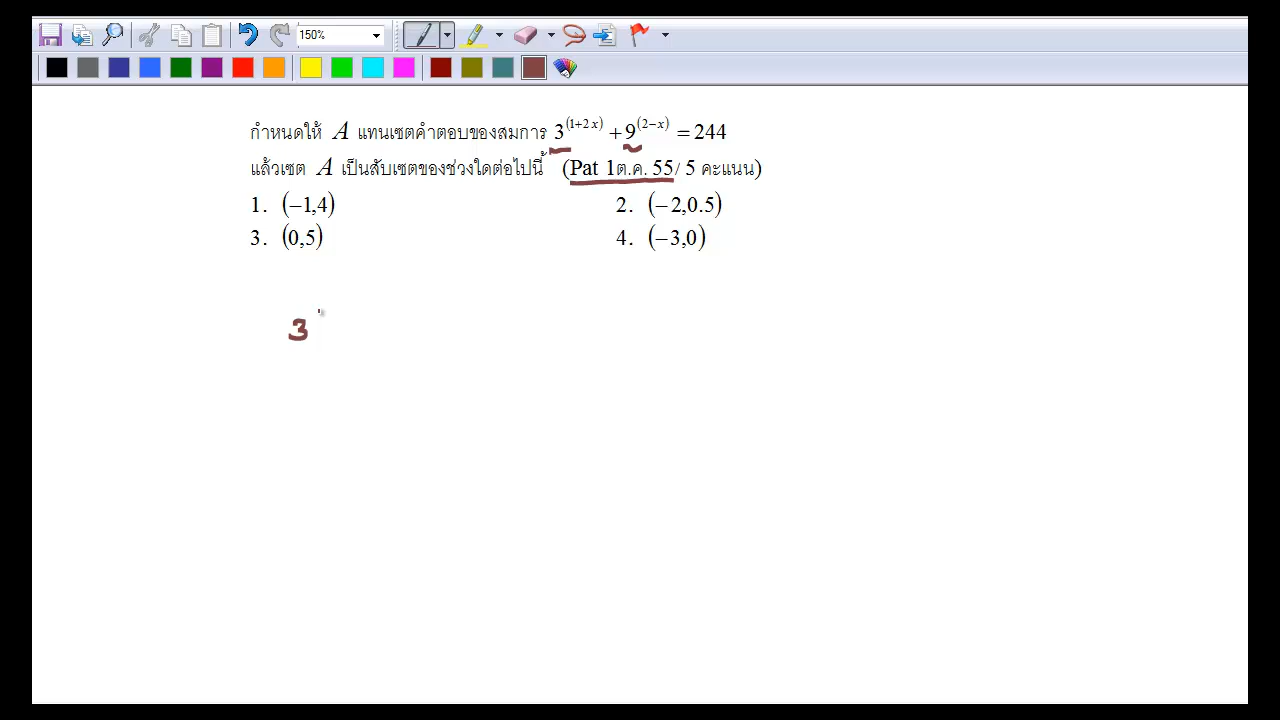 150%
กำหนดให้ A แทนเซตคำตอบของสมการ 3^(1+2x) + 9^(2−x) = 244
แล้วเซต A เป็นสับเซตของช่วงใดต่อไปนี้ (Pat 1ต.ค. 55/ 5 คะแนน)
1. (−1,4) 2. (−2,0.5)
3. (0,5) 4. (−3,0)
3